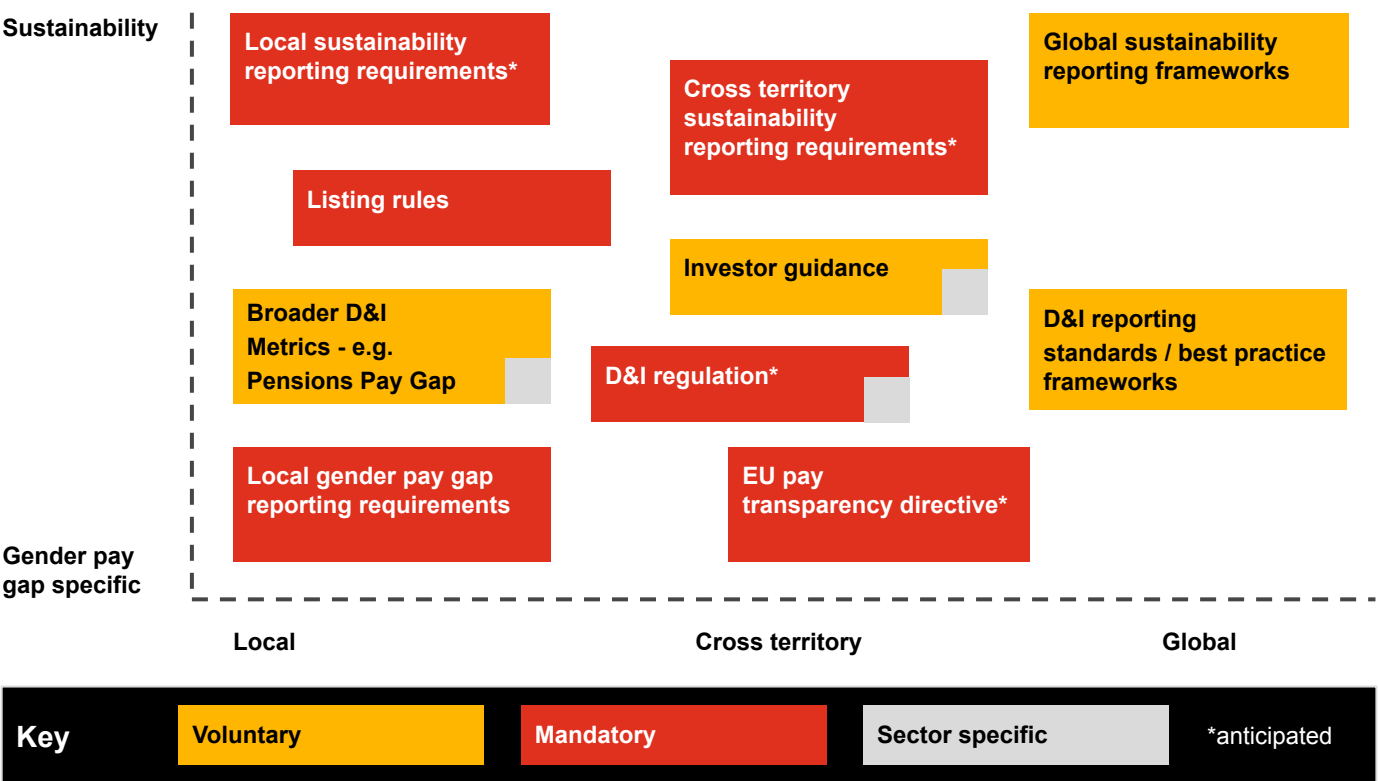 Sustainability
Local sustainability
reporting requirements*
Cross territory
sustainability
reporting requirements*
Global sustainability
reporting frameworks
Listing rules
Investor guidance
Broader D&I
Metrics - e.g.
Pensions Pay Gap
D&I regulation*
D&I reporting
standards / best practice
frameworks
Local gender pay gap
reporting requirements
EU pay
transparency directive*
Gender pay
gap specific
Local
Cross territory
Global
Key
Voluntary
Mandatory
Sector specific
*anticipated